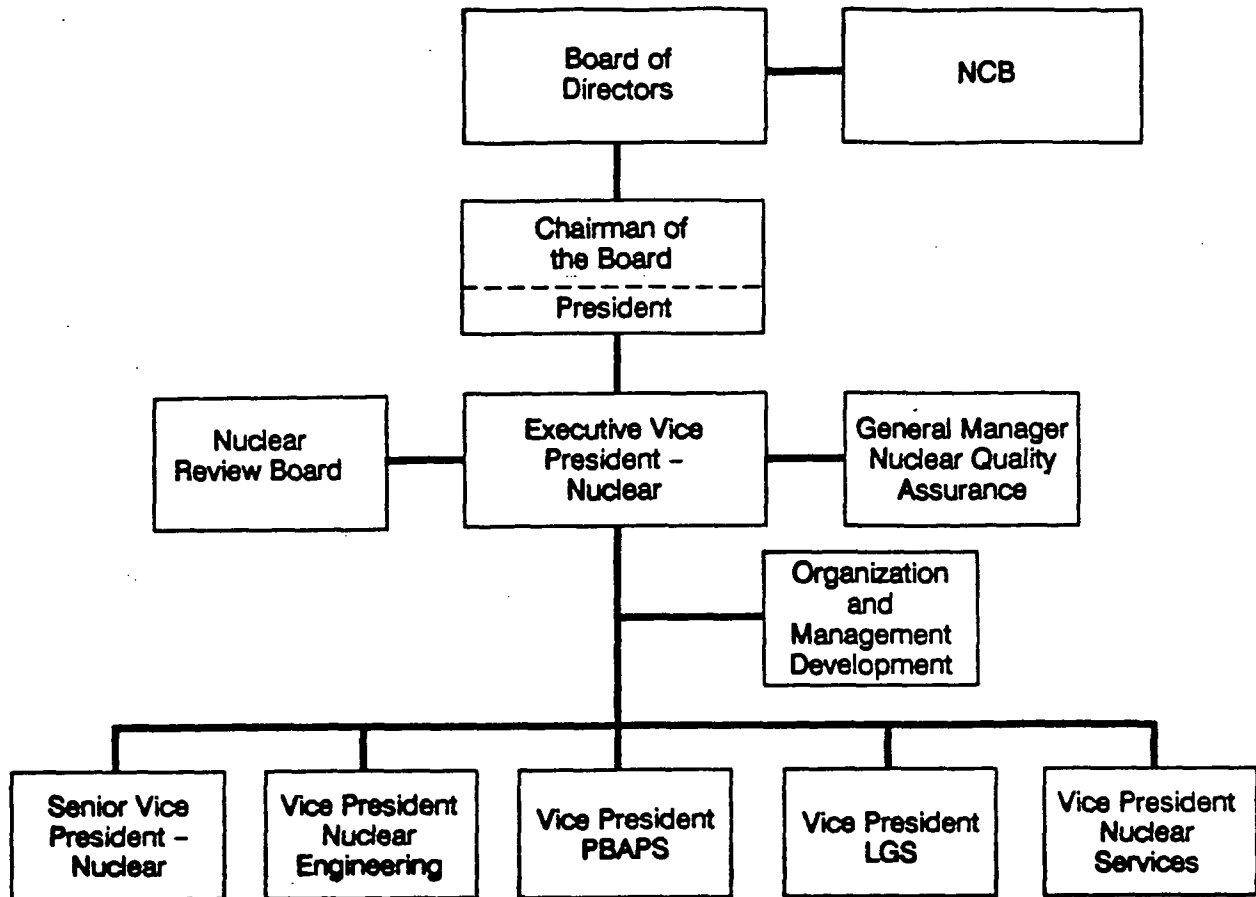 Board of
Directors
NCB
Chairman of
the Board
President
Nuclear
Review Board
Executive Vice
President –
Nuclear
General Manager
Nuclear Quality
Assurance
Organization
and
Management
Development
Senior Vice
President –
Nuclear
Vice President
Nuclear
Engineering
Vice President
PBAPS
Vice President
LGS
Vice President
Nuclear
Services